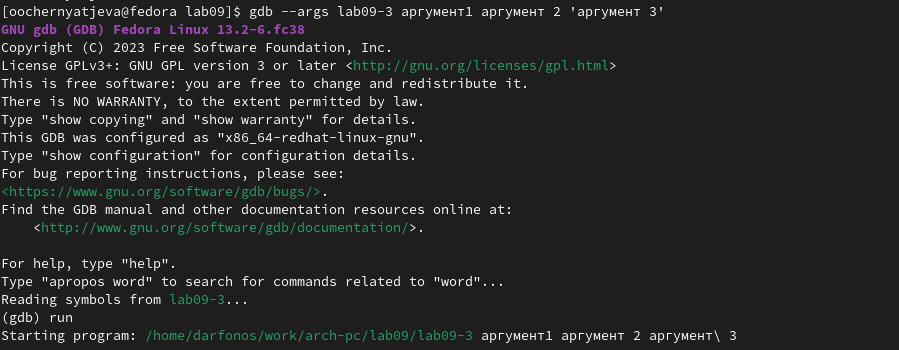 [oochernyatjeva@fedora lab09]$ gdb --args lab09-3 аргумент1 аргумент 2 'аргумент 3'
GNU gdb (GDB) Fedora Linux 13.2-6.fc38
Copyright (C) 2023 Free Software Foundation, Inc.
License GPLv3+: GNU GPL version 3 or later <http://gnu.org/licenses/gpl.html>
This is free software: you are free to change and redistribute it.
There is NO WARRANTY, to the extent permitted by law.
Type "show copying" and "show warranty" for details.
This GDB was configured as "x86_64-redhat-linux-gnu".
Type "show configuration" for configuration details.
For bug reporting instructions, please see:
<https://www.gnu.org/software/gdb/bugs/>.
Find the GDB manual and other documentation resources online at:
    <http://www.gnu.org/software/gdb/documentation/>.

For help, type "help".
Type "apropos word" to search for commands related to "word"...
Reading symbols from lab09-3...
(gdb) run
Starting program: /home/darfonos/work/arch-pc/lab09/lab09-3 аргумент1 аргумент 2 аргумент\ 3